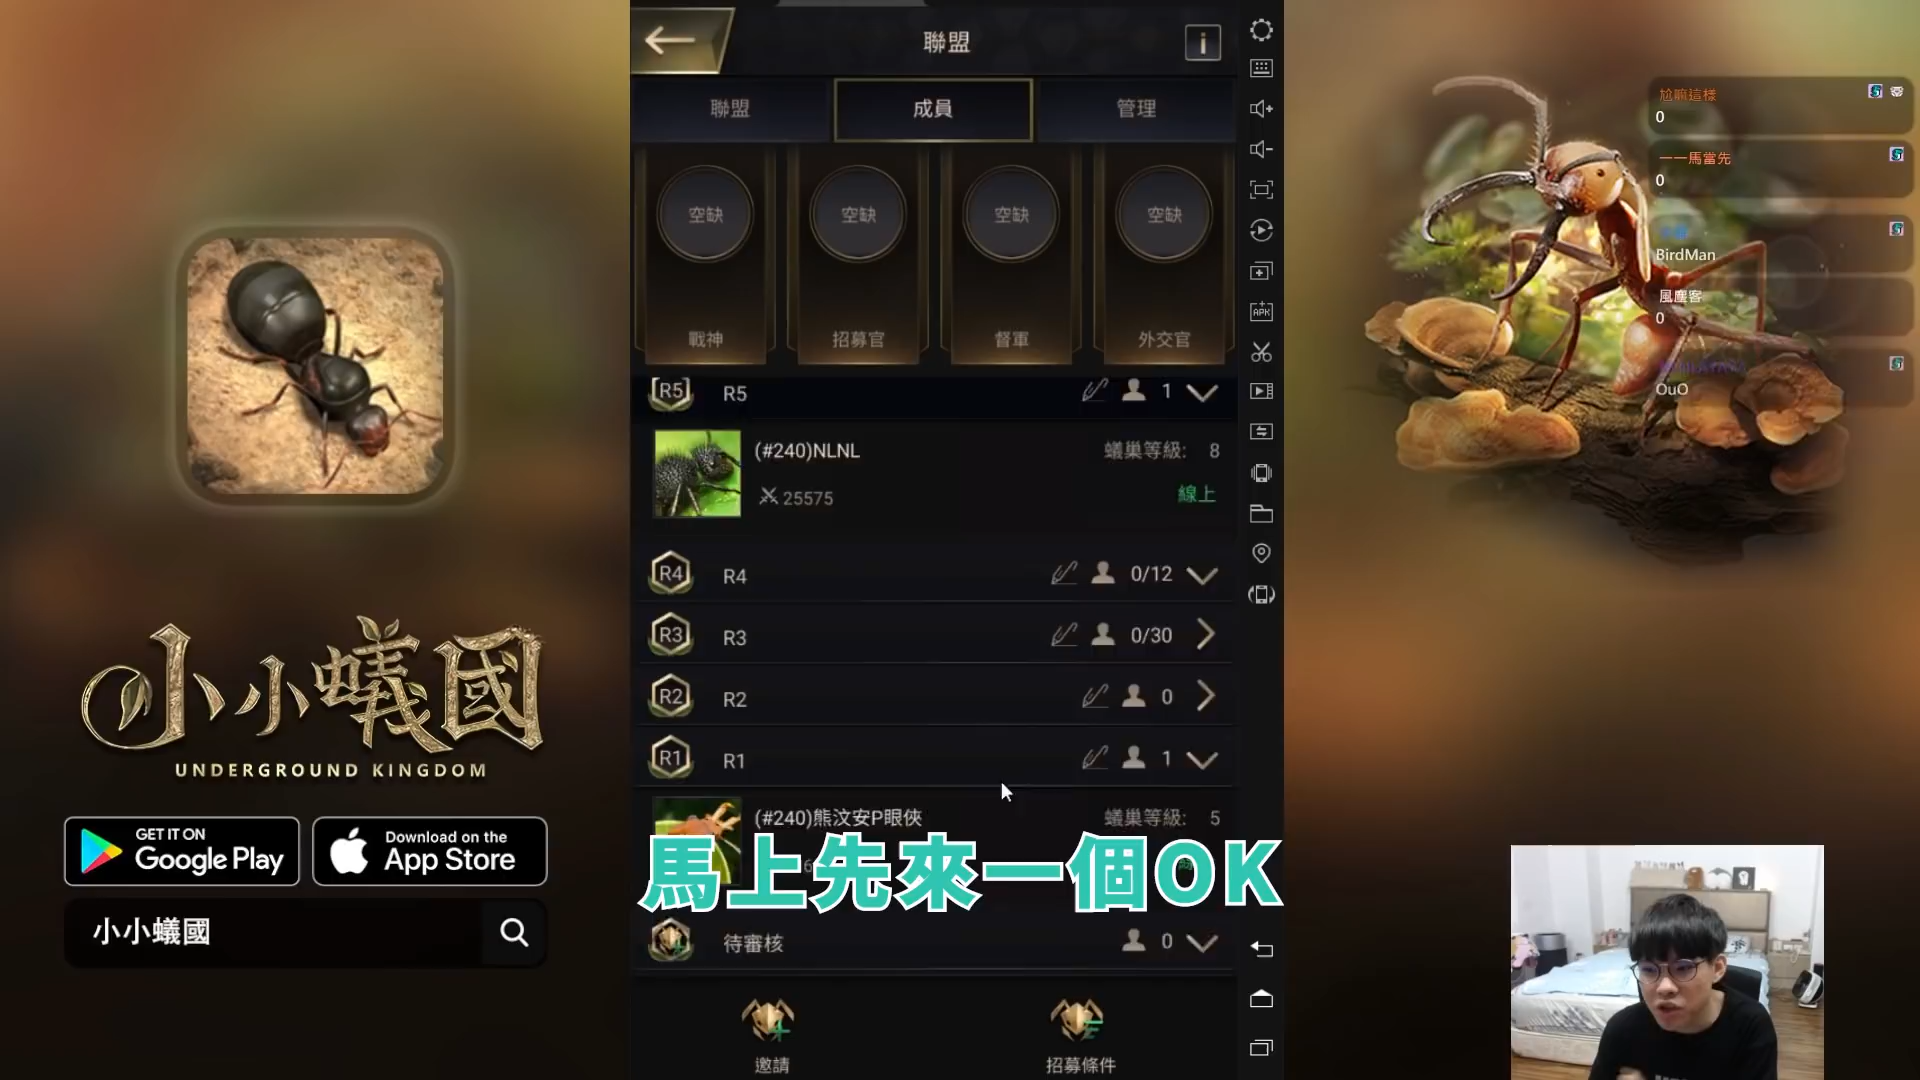 小小蟻國
UNDERGROUND KINGDOM
GET IT ON
Google Play
Download on the
App Store
小小蟻國
聯盟
i
聯盟
成員
管理
空缺
空缺
空缺
空缺
戰神
招募官
督軍
外交官
R5
R5
1
(#240)NLNL
蟻巢等級:
8
25575
線上
R4
R4
0/12
R3
R3
0/30
R2
R2
0
R1
R1
1
(#240)熊汶安P眼俠
蟻巢等級:
5
馬上先來一個OK
待審核
0
邀請
招募條件
APK
尬嘛這樣
0
一一馬當先
0
BirdMan
風塵客
0
OuO